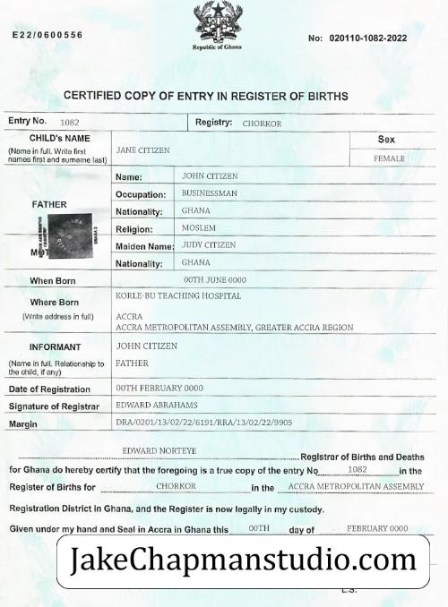 E22/0600556
Republic of Ghana
No: 020110-1082-2022
CERTIFIED COPY OF ENTRY IN REGISTER OF BIRTHS
Entry No. 1082 Registry: CHORKOR
CHILD'S NAME
(Name in full. Write first
names first and surname last)
JANE CITIZEN
Sex
FEMALE
FATHER
Name: JOHN CITIZEN
Occupation: BUSINESSMAN
Nationality: GHANA
Religion: MOSLEM
Maiden Name: JUDY CITIZEN
Nationality: GHANA
When Born 00TH JUNE 0000
Where Born
(Write address in full)
KORLE-BU TEACHING HOSPITAL
ACCRA
ACCRA METROPOLITAN ASSEMBLY, GREATER ACCRA REGION
INFORMANT JOHN CITIZEN
(Name in full. Relationship to
the child, if any)
FATHER
Date of Registration 00TH FEBRUARY 0000
Signature of Registrar EDWARD ABRAHAMS
Margin DRA/0201/13/02/22/6191/RRA/13/02/22/9905
EDWARD NORTEYE Registrar of Births and Deaths
for Ghana do hereby certify that the foregoing is a true copy of the entry No 1082 in the
Register of Births for CHORKOR in the ACCRA METROPOLITAN ASSEMBLY
Registration District in Ghana, and the Register is now legally in my custody.
Given under my hand and Seal in Accra in Ghana this 00TH day of FEBRUARY 0000
JakeChapmanstudio.com
L.S.